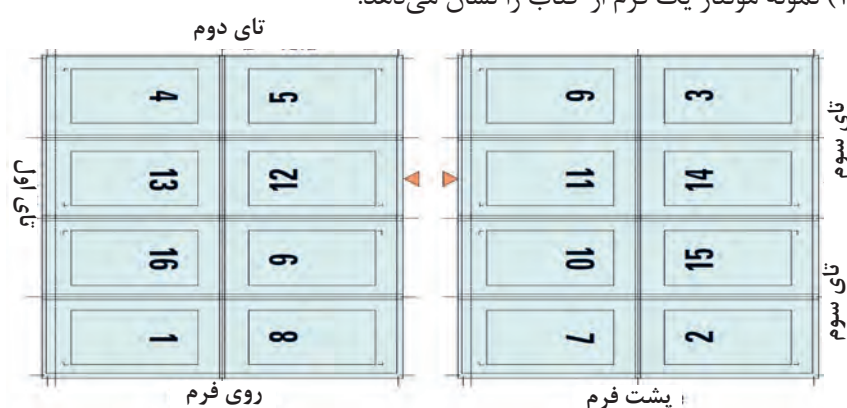 نمونه مونتاژ یک فرم از کتاب را نشان می‌دهد.
تای دوم
4 5
13 12
16 9
1 8
تای اول
روی فرم
6 3
11 14
10 15
7 2
تای سوم
تای سوم
پشت فرم